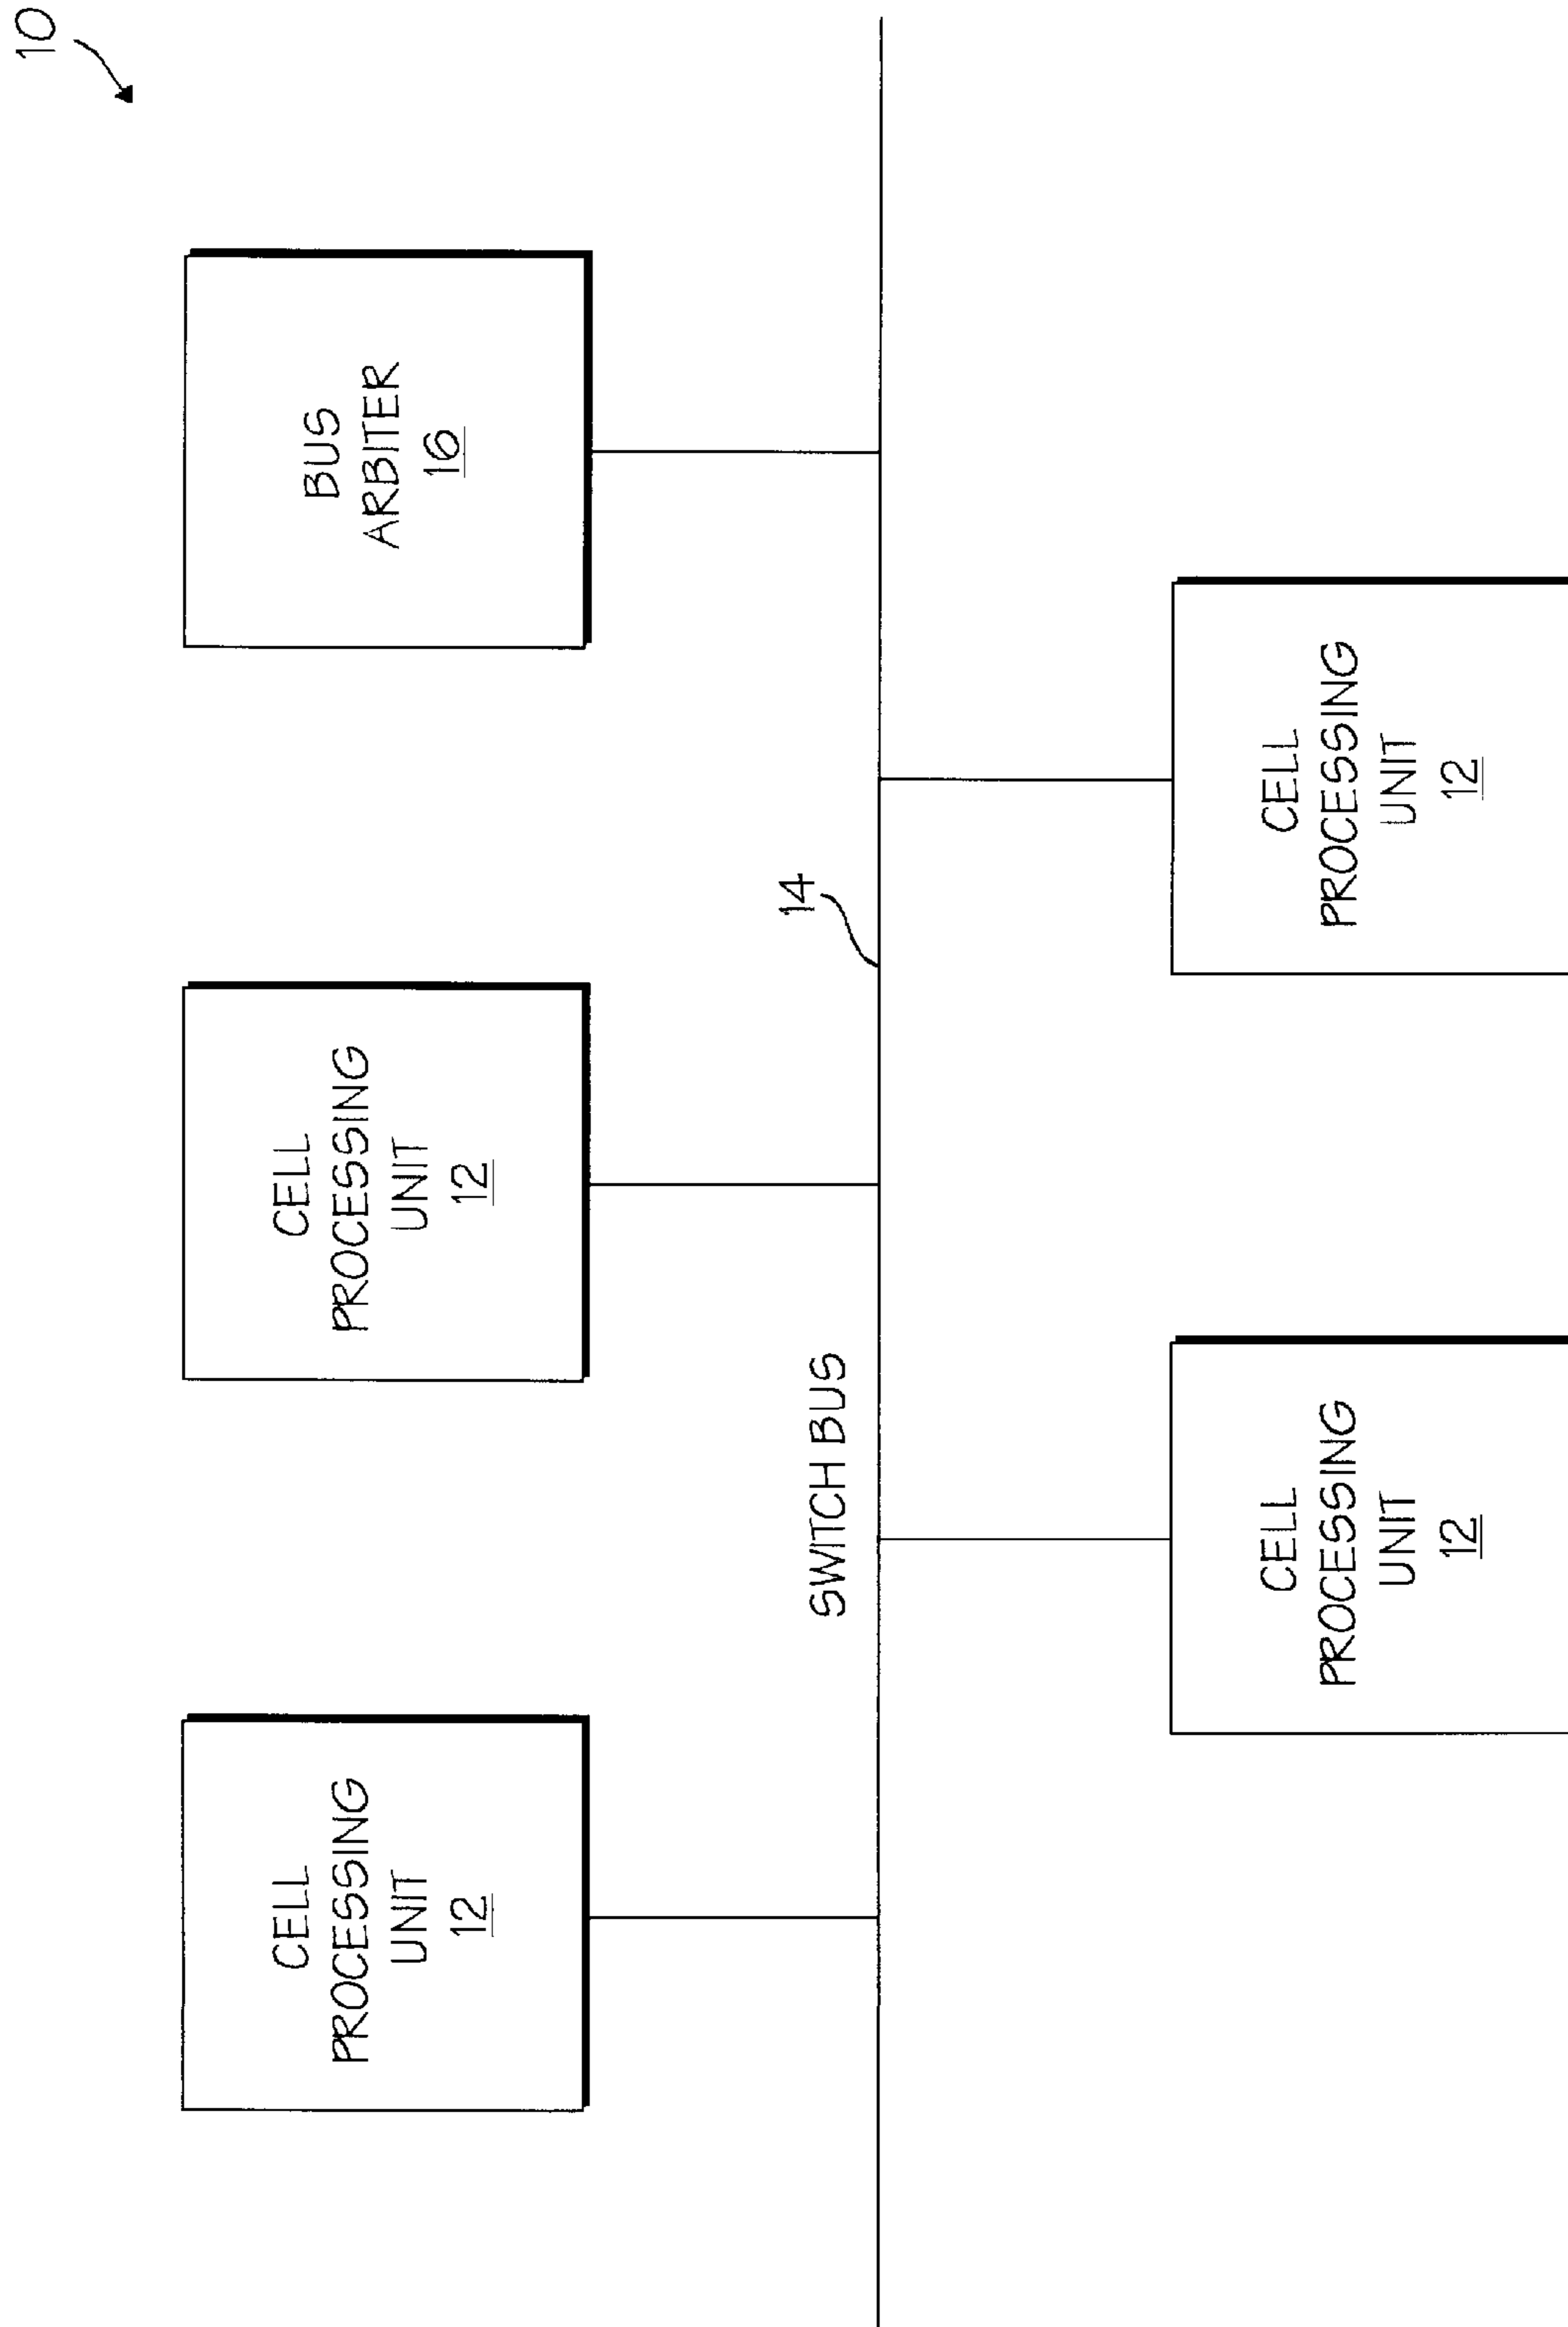 10
CELL
PROCESSING
UNIT
12
CELL
PROCESSING
UNIT
12
BUS
ARBITER
16
SWITCH BUS
14
CELL
PROCESSING
UNIT
12
CELL
PROCESSING
UNIT
12